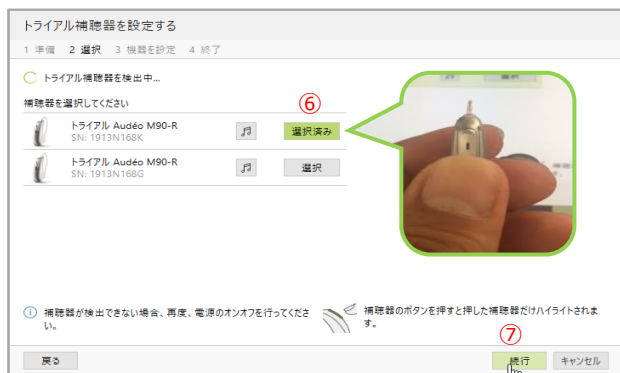 トライアル補聴器を設定する
1 準備 2 選択 3 機器を設定 4 終了
トライアル補聴器を検出中...
補聴器を選択してください
⑥
トライアル Audéo M90-R
SN: 1913N168K
選択済み
トライアル Audéo M90-R
SN: 1913N168G
選択
補聴器が検出できない場合、再度、電源のオンオフを行ってくださ
い。
補聴器のボタンを押すと押した補聴器だけハイライトされま
す。
⑦
戻る
続行
キャンセル